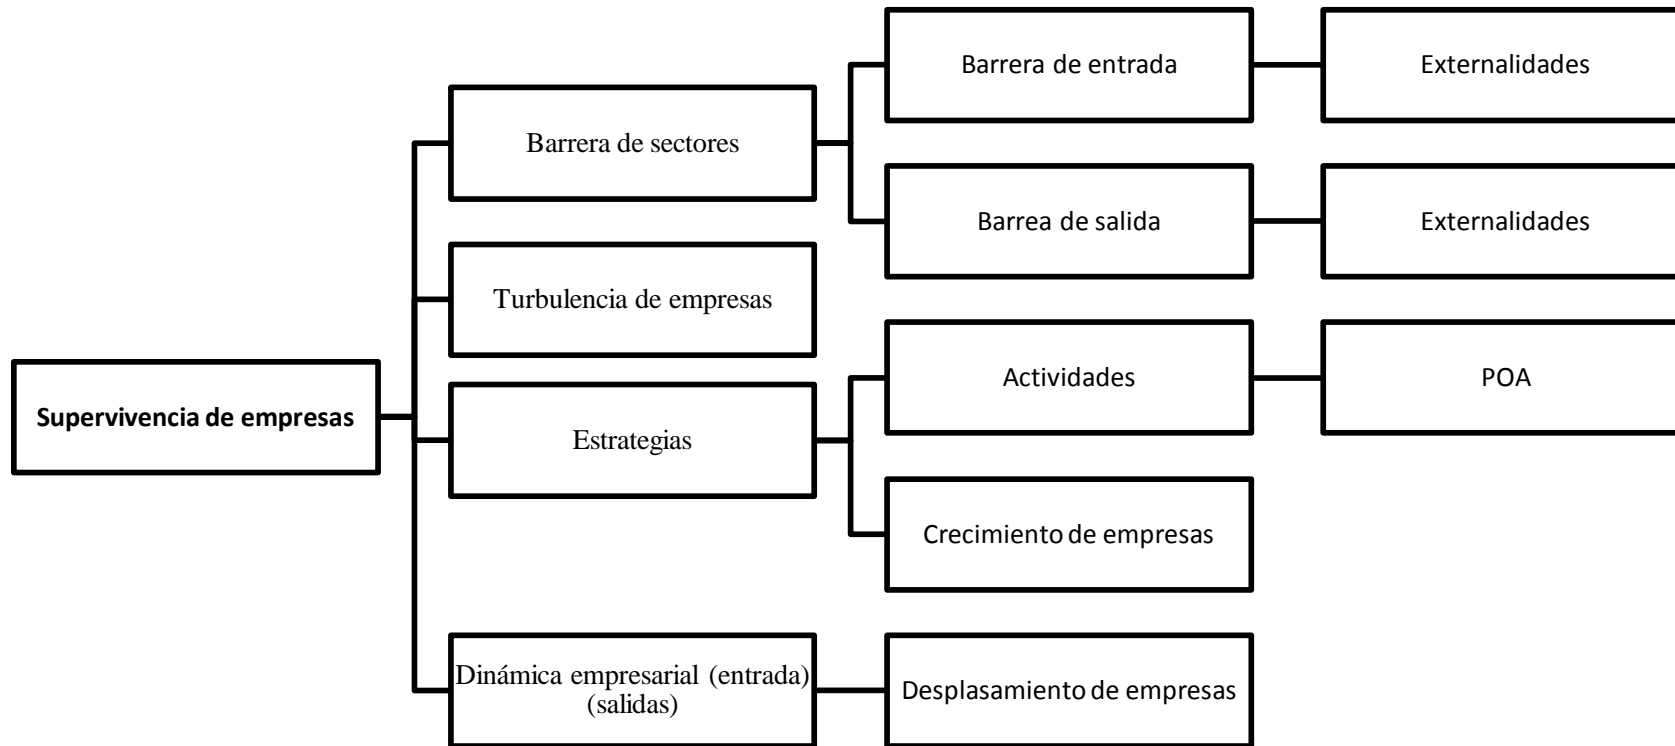 Supervivencia de empresas
Barrera de sectores
Barrera de entrada
Externalidades
Barrea de salida
Externalidades
Turbulencia de empresas
Estrategias
Actividades
POA
Crecimiento de empresas
Dinámica empresarial (entrada)
(salidas)
Desplasamiento de empresas